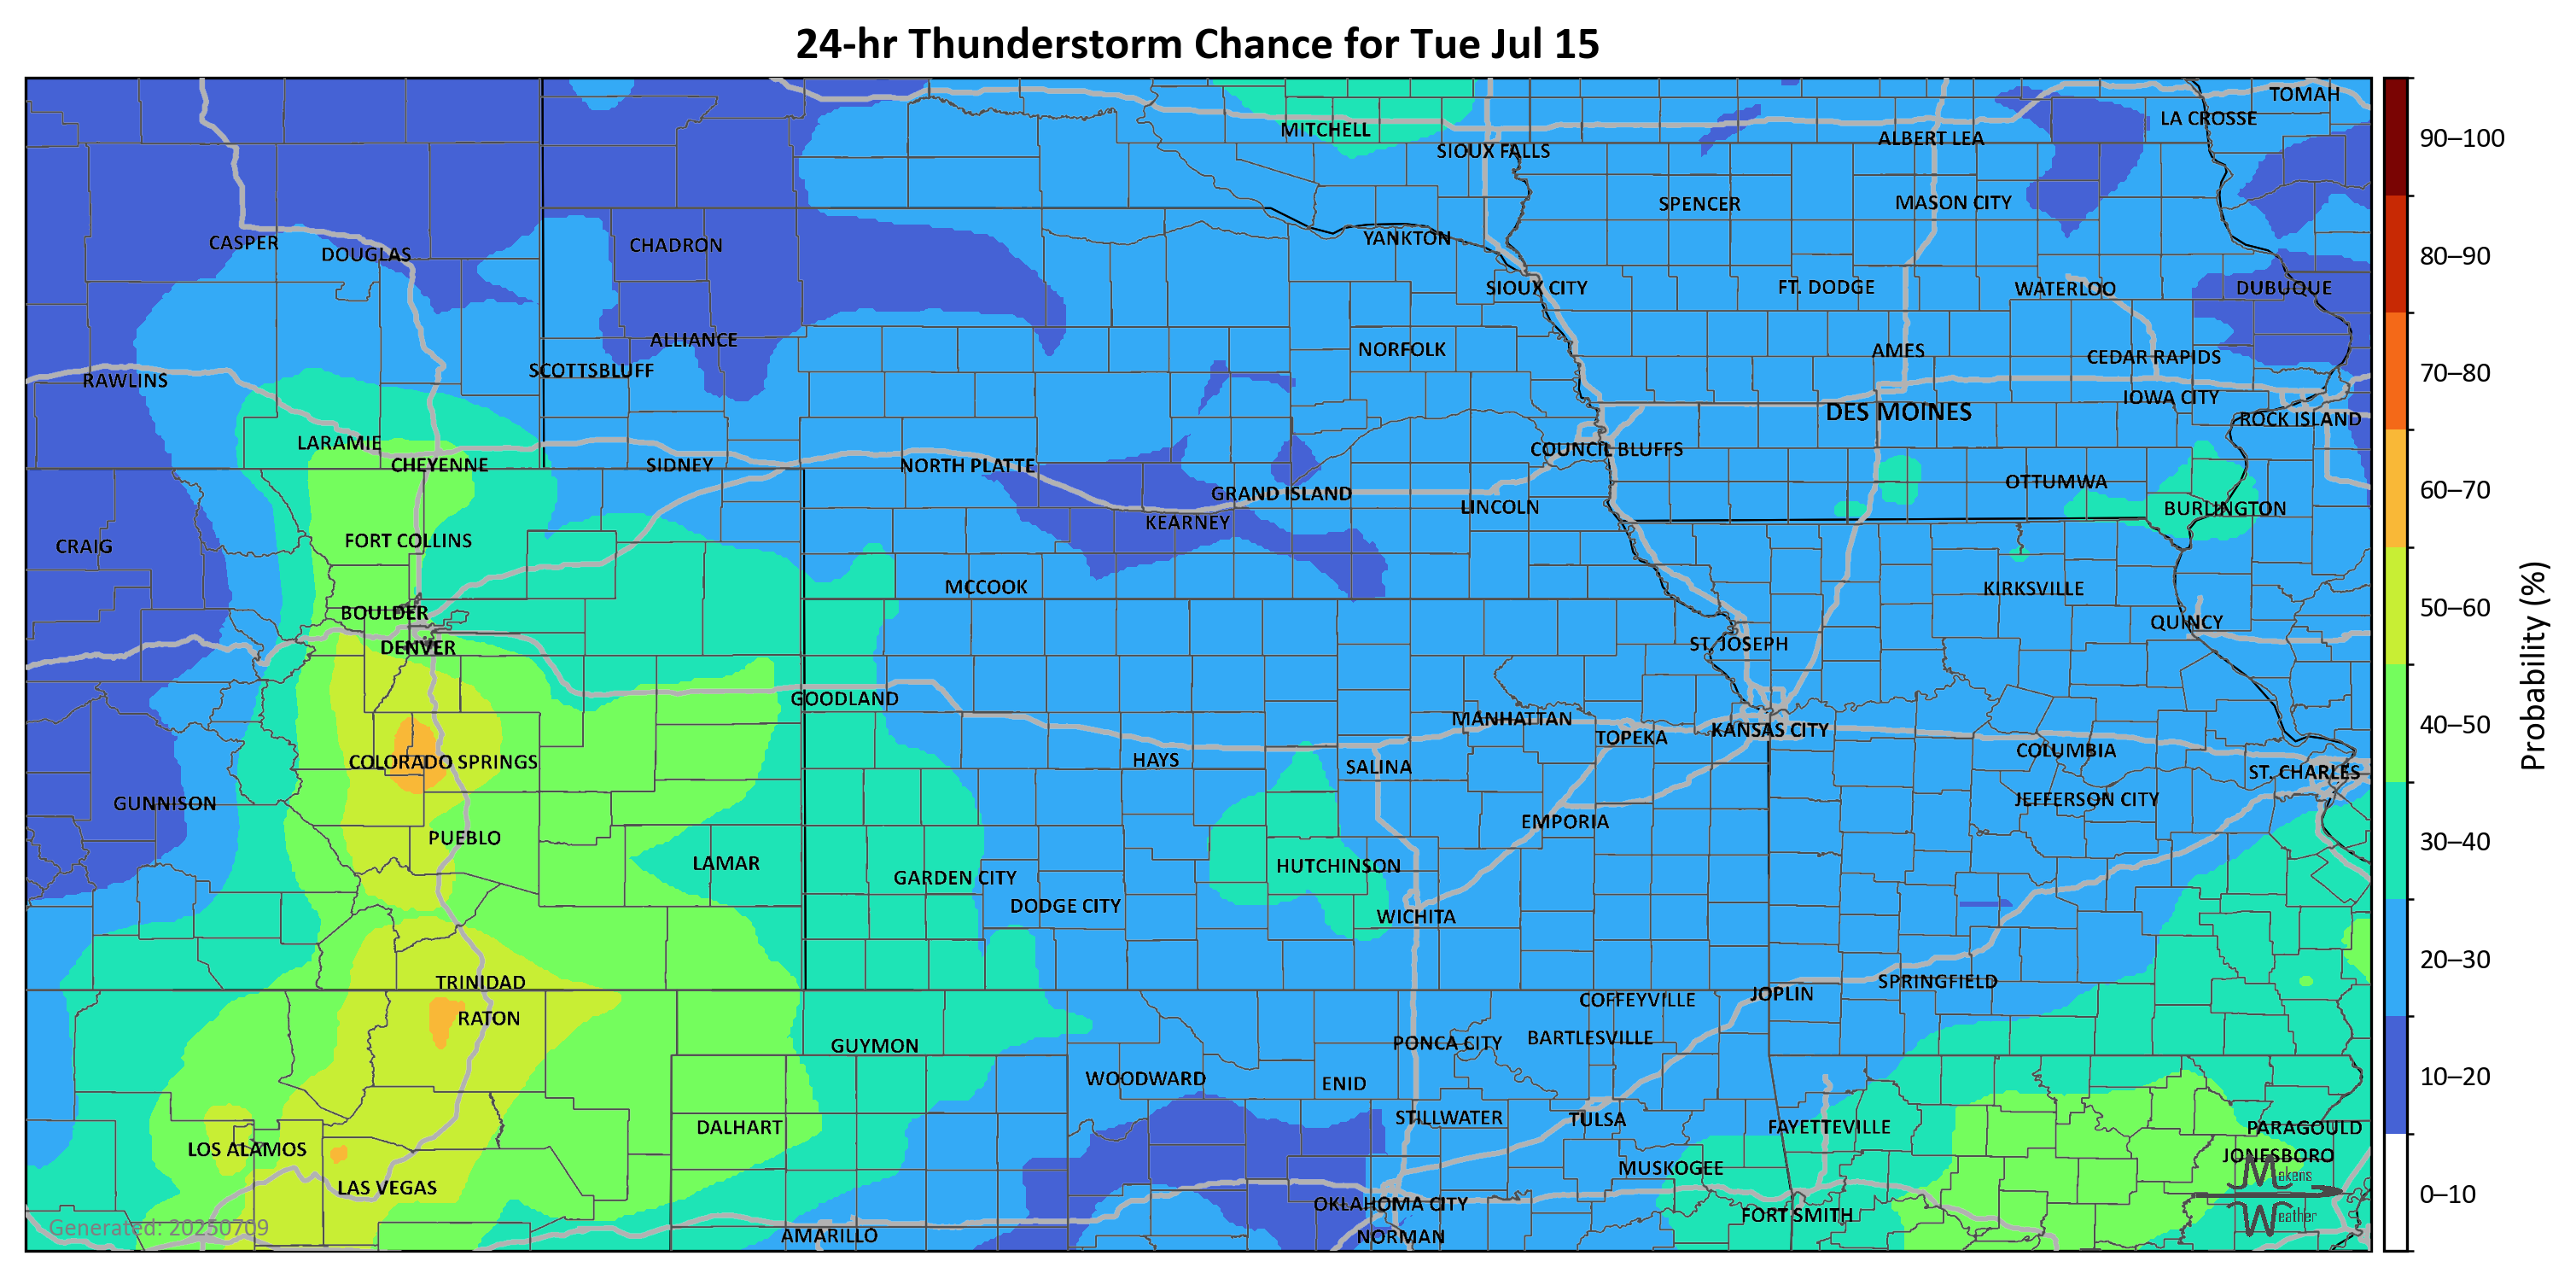 24-hr Thunderstorm Chance for Tue Jul 15
TOMAH
LA CROSSE
MITCHELL
ALBERT LEA
SIOUX FALLS
SPENCER
MASON CITY
CASPER
DOUGLAS
CHADRON
YANKTON
SIOUX CITY
FT. DODGE
WATERLOO
DUBUQUE
ALLIANCE
NORFOLK
AMES
CEDAR RAPIDS
RAWLINS
SCOTTSBLUFF
IOWA CITY
DES MOINES
ROCK ISLAND
LARAMIE
COUNCIL BLUFFS
CHEYENNE
SIDNEY
NORTH PLATTE
OTTUMWA
GRAND ISLAND
LINCOLN
BURLINGTON
KEARNEY
CRAIG
FORT COLLINS
MCCOOK
KIRKSVILLE
BOULDER
QUINCY
DENVER
ST. JOSEPH
GOODLAND
MANHATTAN
TOPEKA
KANSAS CITY
COLUMBIA
COLORADO SPRINGS
HAYS
SALINA
ST. CHARLES
GUNNISON
JEFFERSON CITY
EMPORIA
PUEBLO
LAMAR
HUTCHINSON
GARDEN CITY
DODGE CITY
WICHITA
TRINIDAD
SPRINGFIELD
JOPLIN
COFFEYVILLE
RATON
GUYMON
PONCA CITY
BARTLESVILLE
WOODWARD
ENID
STILLWATER
TULSA
DALHART
FAYETTEVILLE
PARAGOULD
LOS ALAMOS
JONESBORO
MUSKOGEE
LAS VEGAS
OKLAHOMA CITY
FORT SMITH
AMARILLO
NORMAN
Generated: 20250709
Makens
Weather
90–100
80–90
70–80
60–70
50–60
40–50
30–40
20–30
10–20
0–10
Probability (%)